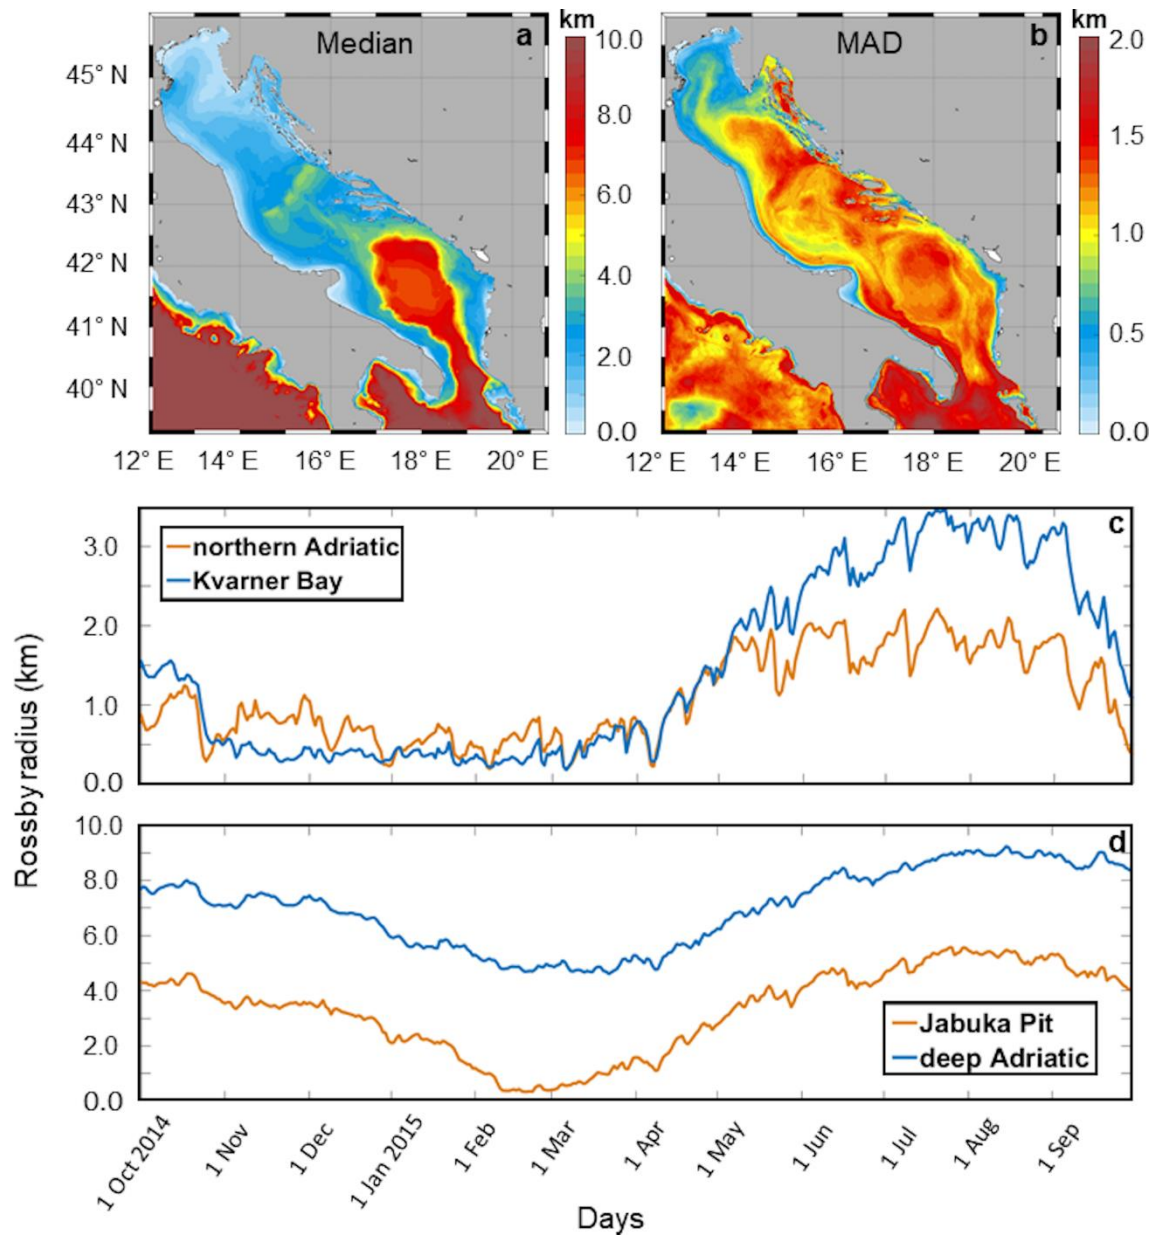 km
km
Median
a
MAD
b
10.0
8.0
6.0
4.0
2.0
0.0
2.0
1.5
1.0
0.5
0.0
45° N
44° N
43° N
42° N
41° N
40° N
12° E
14° E
16° E
18° E
20° E
12° E
14° E
16° E
18° E
20° E
c
northern Adriatic
Kvarner Bay
3.0
2.0
1.0
0.0
Rossby radius (km)
d
10.0
8.0
6.0
4.0
2.0
0.0
Jabuka Pit
deep Adriatic
1 Oct 2014
1 Nov
1 Dec
1 Jan 2015
1 Feb
1 Mar
1 Apr
1 May
1 Jun
1 Jul
1 Aug
1 Sep
Days